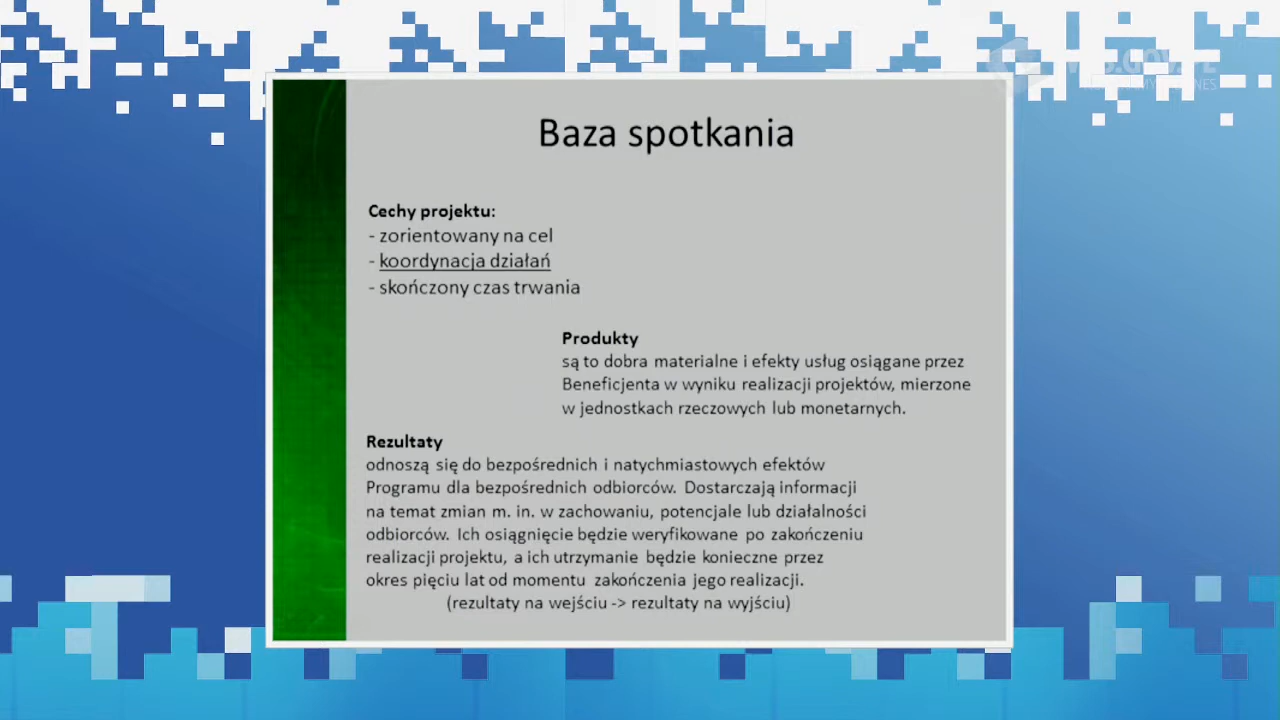 Baza spotkania
Cechy projektu:
- zorientowany na cel
- koordynacja działań
- skończony czas trwania
Produkty
są to dobra materialne i efekty usług osiągane przez
Beneficjenta w wyniku realizacji projektów, mierzone
w jednostkach rzeczowych lub monetarnych.
Rezultaty
odnoszą się do bezpośrednich i natychmiastowych efektów
Programu dla bezpośrednich odbiorców. Dostarczają informacji
na temat zmian m. in. w zachowaniu, potencjale lub działalności
odbiorców. Ich osiągnięcie będzie weryfikowane po zakończeniu
realizacji projektu, a ich utrzymanie będzie konieczne przez
okres pięciu lat od momentu zakończenia jego realizacji.
(rezultaty na wejściu -> rezultaty na wyjściu)